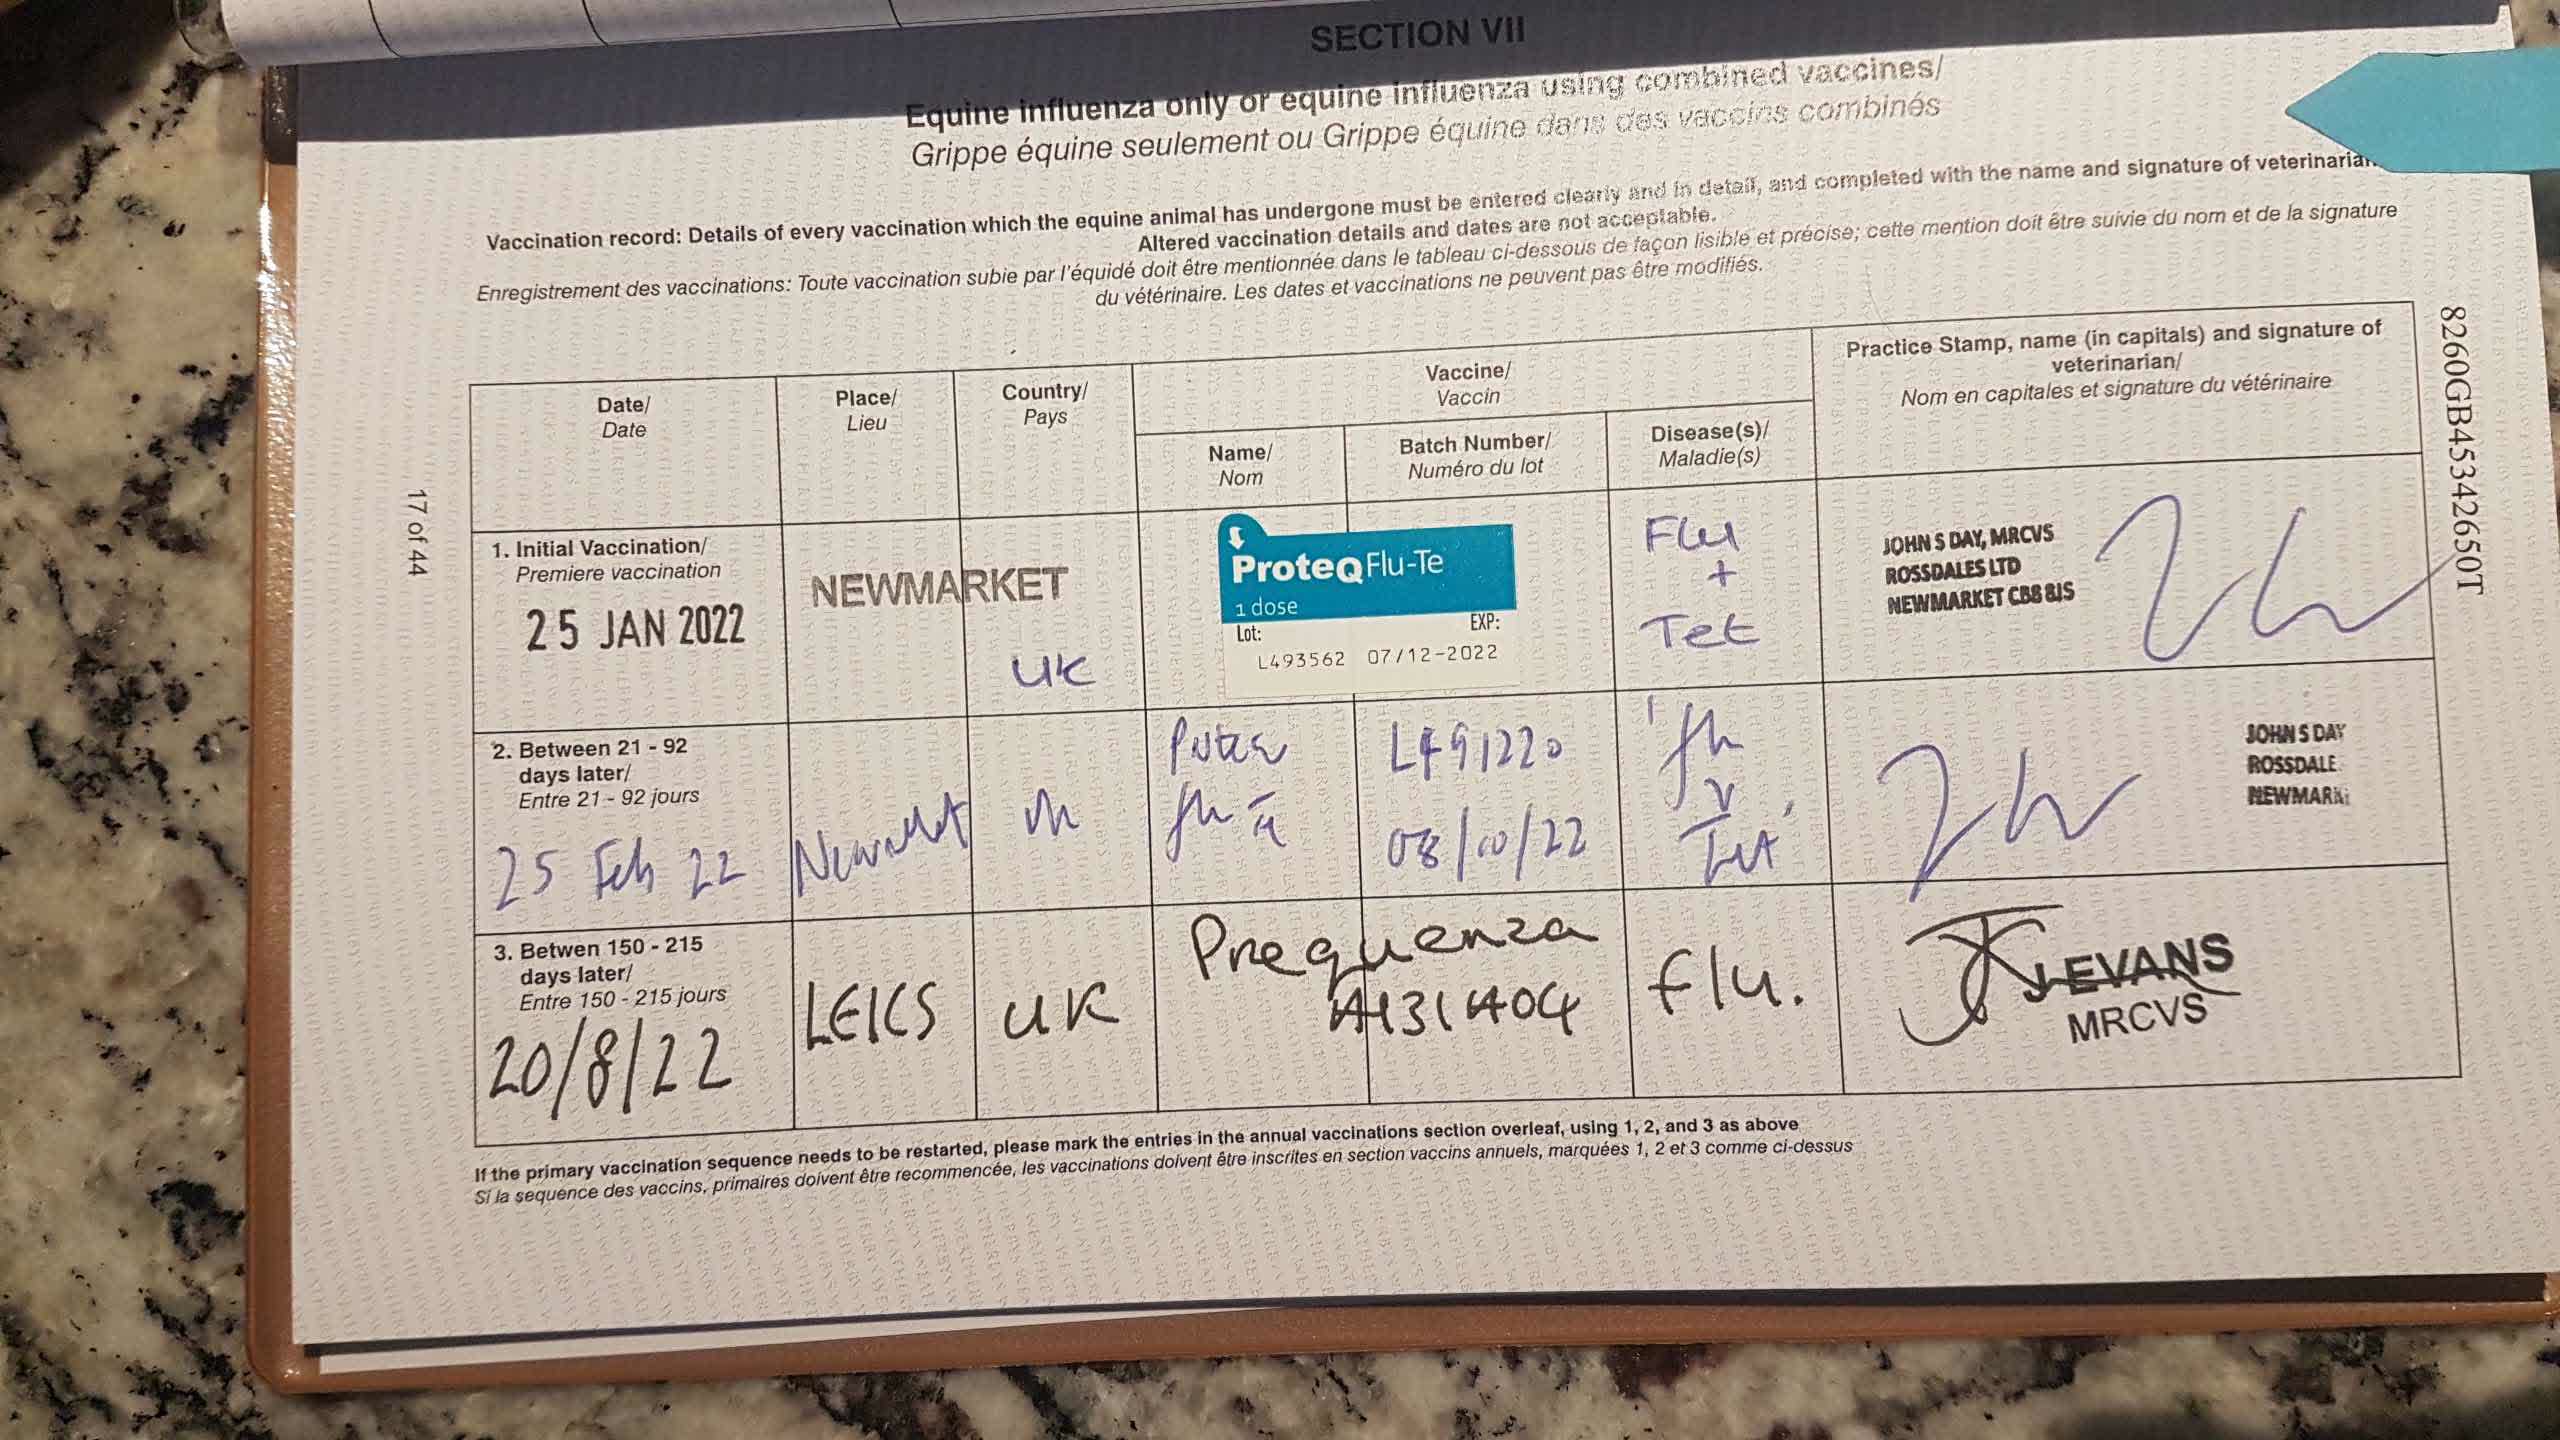 SECTION VII
Equine influenza only or equine influenza using combined vaccines/
Grippe équine seulement ou Grippe équine dans des vaccins combinés
Vaccination record: Details of every vaccination which the equine animal has undergone must be entered clearly and in detail, and completed with the name and signature of veterinarian.
Altered vaccination details and dates are not acceptable.
Enregistrement des vaccinations: Toute vaccination subie par l'équidé doit être mentionnée dans le tableau ci-dessous de façon lisible et précise; cette mention doit être suivie du nom et de la signature
du vétérinaire. Les dates et vaccinations ne peuvent pas être modifiés.
8260GB45342650T
17 of 44
Date/
Date
Place/
Lieu
Country/
Pays
Vaccine/
Vaccin
Name/
Nom
Batch Number/
Numéro du lot
Disease(s)/
Maladie(s)
Practice Stamp, name (in capitals) and signature of
veterinarian/
Nom en capitales et signature du vétérinaire
1. Initial Vaccination/
Premiere vaccination
25 JAN 2022
NEWMARKET
UK
ProteqFlu-Te
1 dose
Lot:
EXP:
L493562 07/12-2022
Flu
+
Tet
JOHN S DAY, MRCVS
ROSSDALES LTD
NEWMARKET CB8 8JS
2. Between 21 - 92
days later/
Entre 21 - 92 jours
25 Feb 22
Newmarket
uk
Proteq
flu Te
L491220
08/10/22
flu
Tet
JOHN S DAY
ROSSDALE
NEWMARK
3. Betwen 150 - 215
days later/
Entre 150 - 215 jours
20/8/22
LEICS
UK
Prequenza
A131A04
flu.
J EVANS
MRCVS
If the primary vaccination sequence needs to be restarted, please mark the entries in the annual vaccinations section overleaf, using 1, 2, and 3 as above
Si la sequence des vaccins, primaires doivent être recommencée, les vaccinations doivent être inscrites en section vaccins annuels, marquées 1, 2 et 3 comme ci-dessus